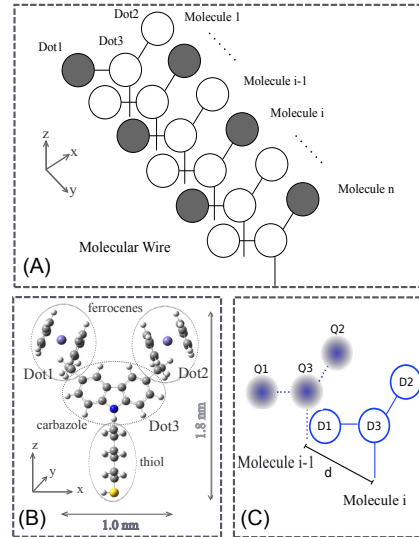 Dot2
Molecule 1
Dot1
Dot3
Molecule i-1
Molecule i
z
x
y
Molecule n
Molecular Wire
(A)
ferrocenes
Dot1
Dot2
carbazole
Dot3
thiol
1.8 nm
z
y
x
(B)
1.0 nm
Q2
Q1
Q3
D2
D1
D3
Molecule i-1
d
Molecule i
(C)